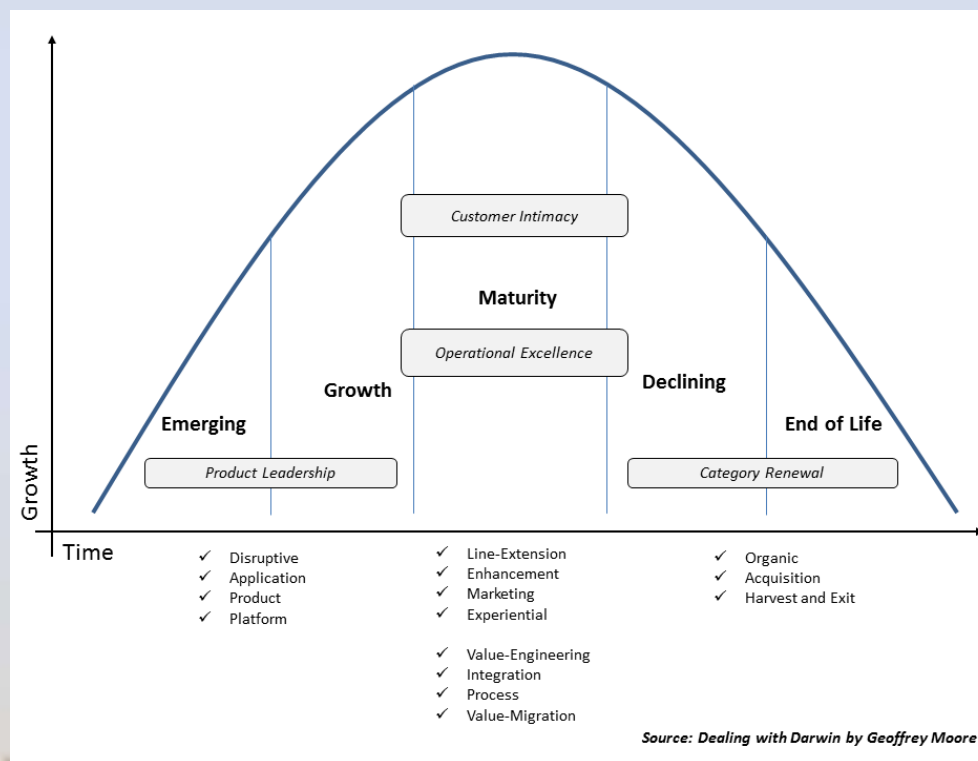 Customer Intimacy
Maturity
Operational Excellence
Growth
Declining
Emerging
End of Life
Product Leadership
Category Renewal
Growth
Time
Disruptive
Application
Product
Platform
Line-Extension
Enhancement
Marketing
Experiential
Value-Engineering
Integration
Process
Value-Migration
Organic
Acquisition
Harvest and Exit
Source: Dealing with Darwin by Geoffrey Moore